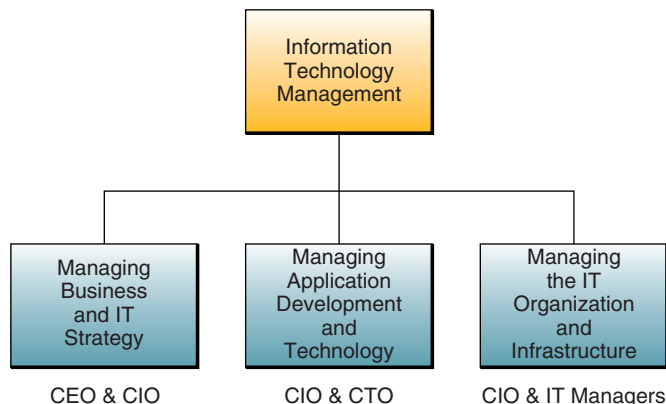 Information
Technology
Management
Managing
Business
and IT
Strategy
Managing
Application
Development
and
Technology
Managing
the IT
Organization
and
Infrastructure
CEO & CIO
CIO & CTO
CIO & IT Managers